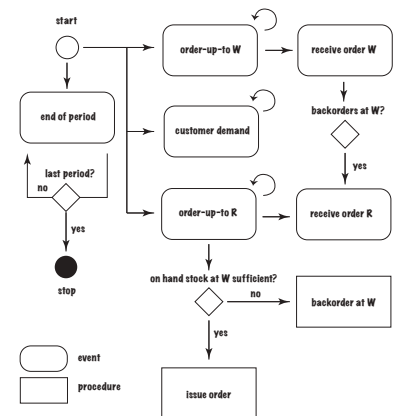 start
order-up-to W
receive order W
end of period
customer demand
backorders at W?
yes
last period?
no
order-up-to R
receive order R
yes
stop
on hand stock at W sufficient?
no
backorder at W
yes
event
procedure
issue order